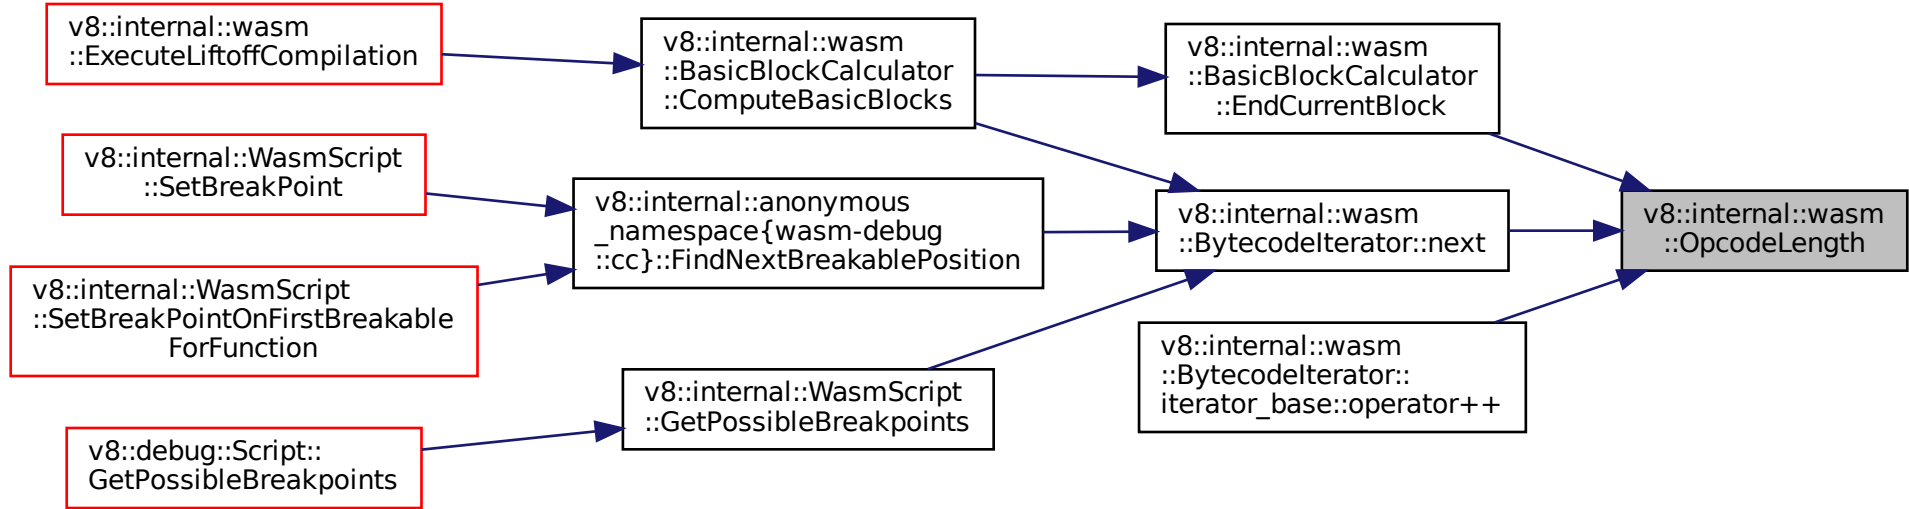 v8::internal::wasm
::ExecuteLiftoffCompilation
v8::internal::wasm
::BasicBlockCalculator
::ComputeBasicBlocks
v8::internal::wasm
::BasicBlockCalculator
::EndCurrentBlock
v8::internal::WasmScript
::SetBreakPoint
v8::internal::anonymous
_namespace{wasm-debug
::cc}::FindNextBreakablePosition
v8::internal::wasm
::BytecodeIterator::next
v8::internal::wasm
::OpcodeLength
v8::internal::WasmScript
::SetBreakPointOnFirstBreakable
ForFunction
v8::internal::WasmScript
::GetPossibleBreakpoints
v8::internal::wasm
::BytecodeIterator::
iterator_base::operator++
v8::debug::Script::
GetPossibleBreakpoints